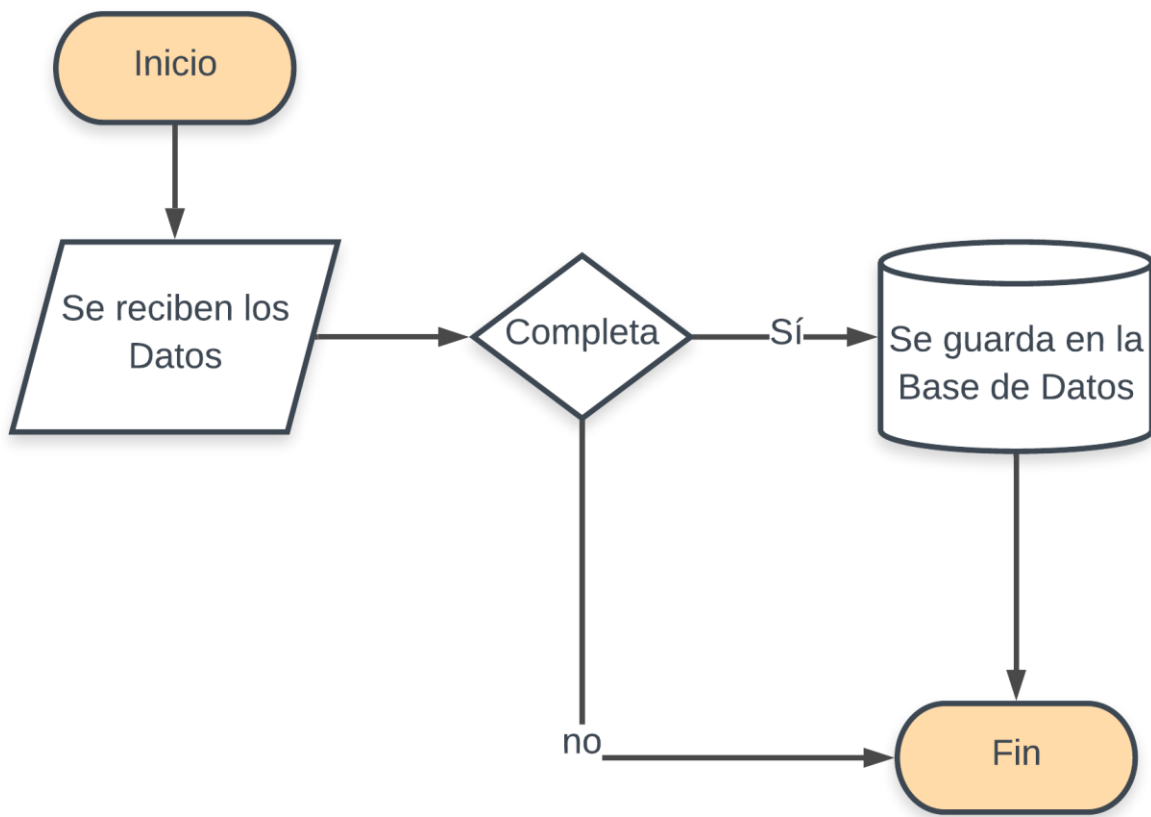 Inicio
Se reciben los
Datos
Completa
Sí
Se guarda en la
Base de Datos
no
Fin